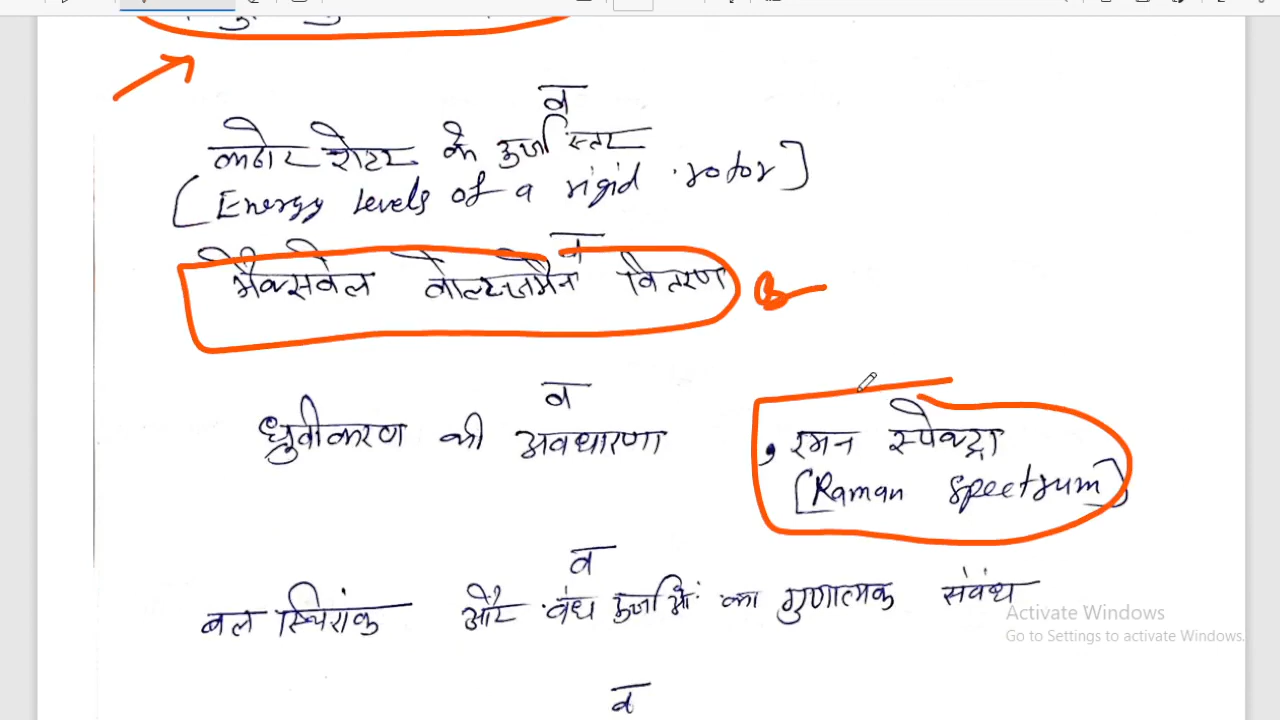 व
कठोर रोटर के ऊर्जा स्तर
[Energy levels of a rigid rotor]
व
मैक्सवेल वोल्टजमैन वितरण
व
ध्रुवीकरण की अवधारणा , रमन स्पेक्ट्रा
[Raman spectrum]
व
बल स्थिरांक और बंध ऊर्जाओं का गुणात्मक संबंध
Activate Windows
Go to Settings to activate Windows.
व